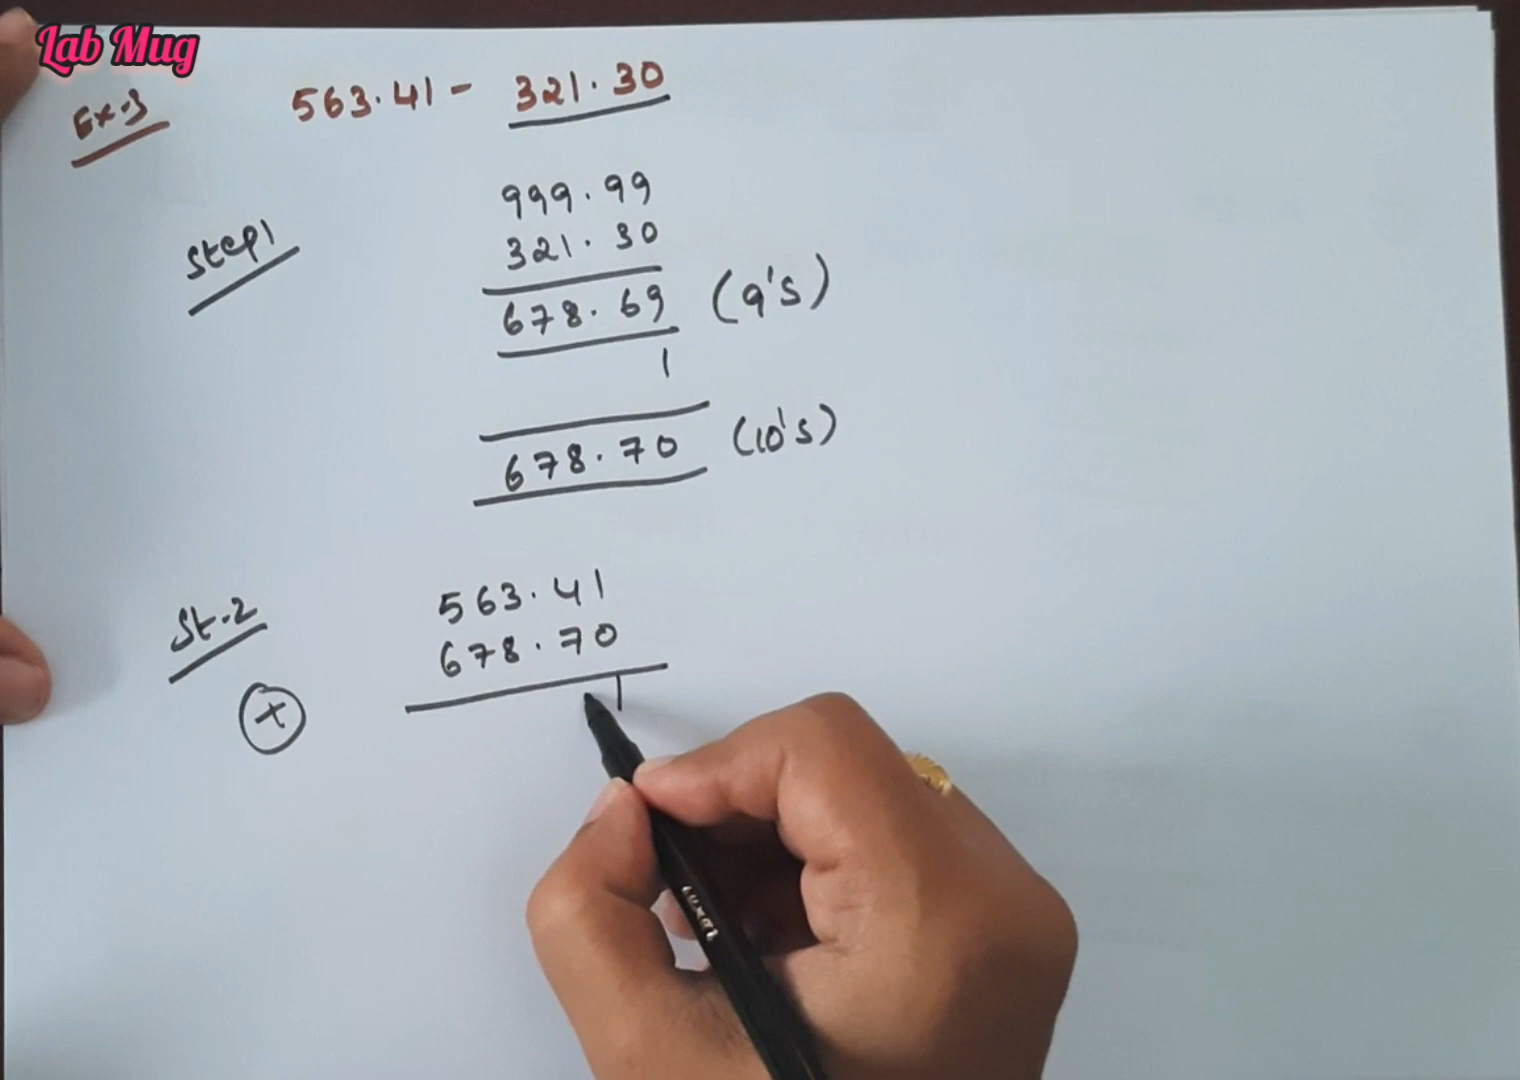 Lab Mug
Ex.3 563.41 - 321.30
Step1
999.99
321.30
678.69 (9's)
1
678.70 (10's)
St.2
563.41
678.70
+
1
luxor